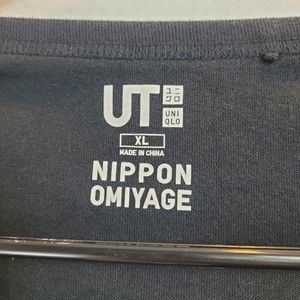 UT
ユニ
クロ
UNI
QLO
XL
MADE IN CHINA
NIPPON
OMIYAGE